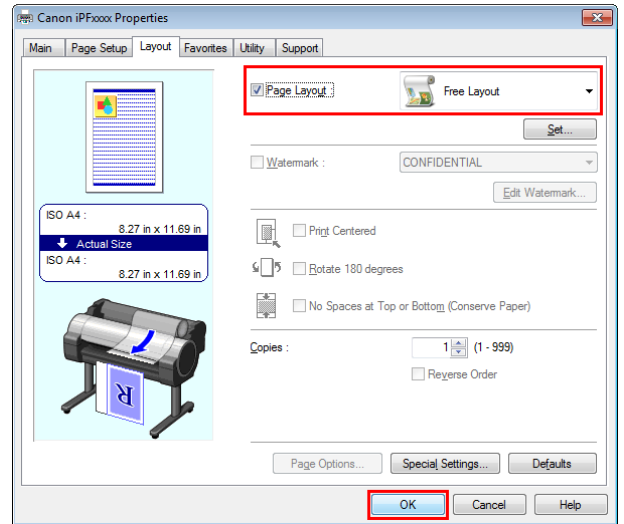 Canon iPFxxxx Properties
Main Page Setup Layout Favorites Utility Support
Page Layout : Free Layout
Set...
Watermark : CONFIDENTIAL
Edit Watermark...
ISO A4 :
8.27 in x 11.69 in
Actual Size
ISO A4 :
8.27 in x 11.69 in
Print Centered
Rotate 180 degrees
No Spaces at Top or Bottom (Conserve Paper)
Copies : 1 (1 - 999)
Reverse Order
R
Page Options... Special Settings... Defaults
OK Cancel Help